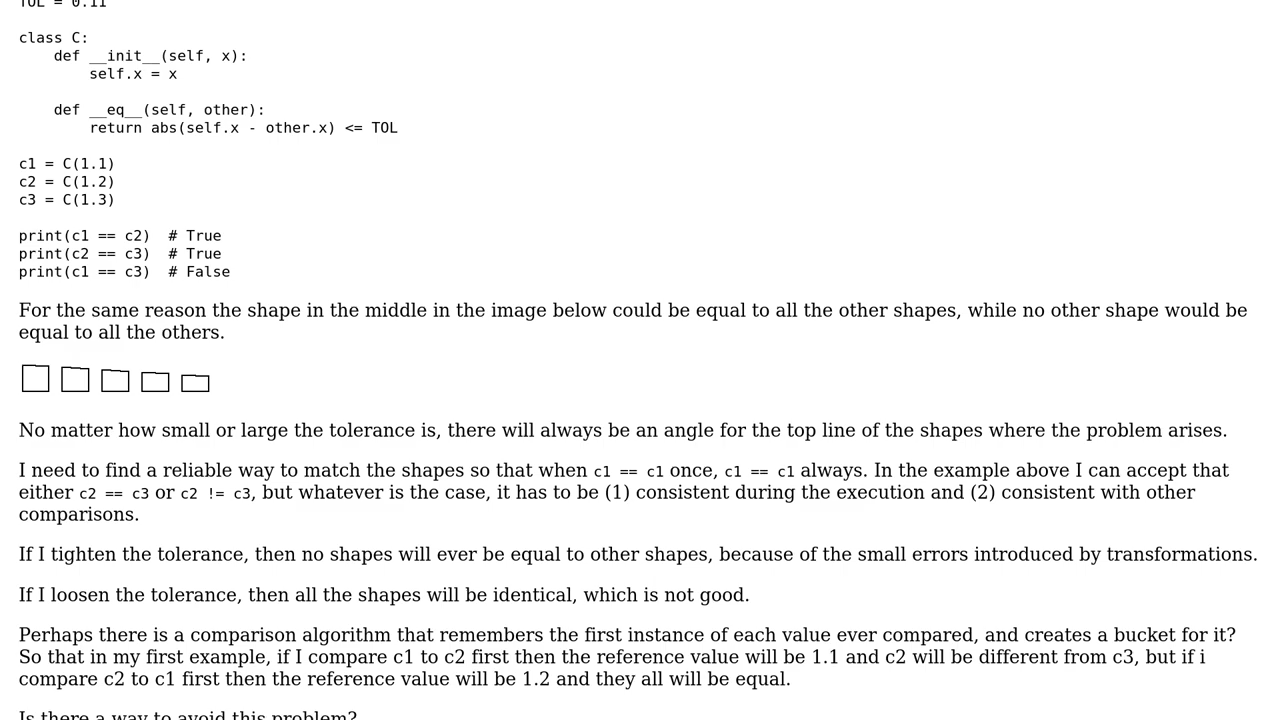 TOL = 0.11
class C:
    def __init__(self, x):
        self.x = x
    def __eq__(self, other):
        return abs(self.x - other.x) <= TOL
c1 = C(1.1)
c2 = C(1.2)
c3 = C(1.3)
print(c1 == c2)  # True
print(c2 == c3)  # True
print(c1 == c3)  # False
For the same reason the shape in the middle in the image below could be equal to all the other shapes, while no other shape would be
equal to all the others.
No matter how small or large the tolerance is, there will always be an angle for the top line of the shapes where the problem arises.
I need to find a reliable way to match the shapes so that when c1 == c1 once, c1 == c1 always. In the example above I can accept that
either c2 == c3 or c2 != c3, but whatever is the case, it has to be (1) consistent during the execution and (2) consistent with other
comparisons.
If I tighten the tolerance, then no shapes will ever be equal to other shapes, because of the small errors introduced by transformations.
If I loosen the tolerance, then all the shapes will be identical, which is not good.
Perhaps there is a comparison algorithm that remembers the first instance of each value ever compared, and creates a bucket for it?
So that in my first example, if I compare c1 to c2 first then the reference value will be 1.1 and c2 will be different from c3, but if i
compare c2 to c1 first then the reference value will be 1.2 and they all will be equal.
Is there a way to avoid this problem?